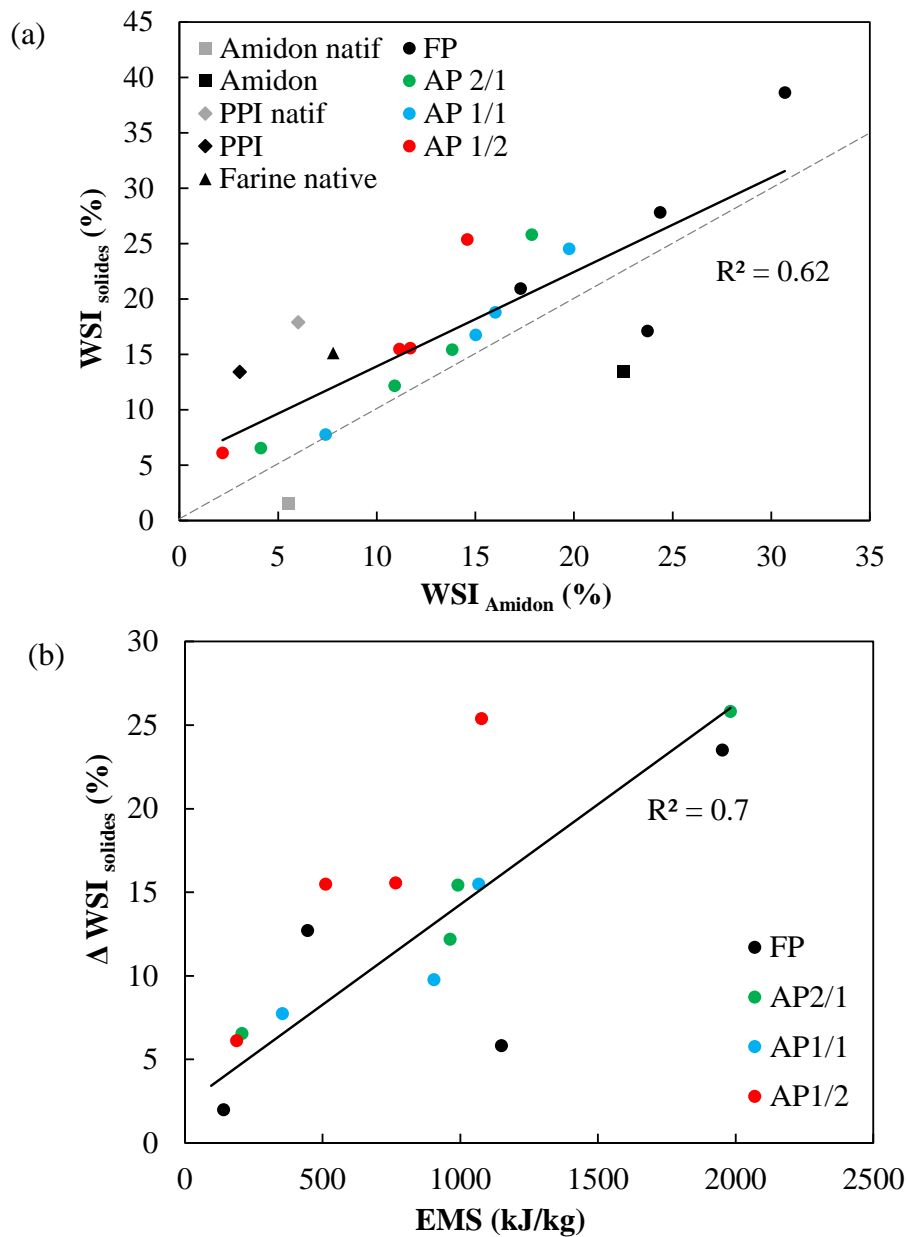 (a)
Amidon natif
Amidon
PPI natif
PPI
Farine native
FP
AP 2/1
AP 1/1
AP 1/2
R² = 0.62
45
40
35
30
25
20
15
10
5
0
WSI solides (%)
0 5 10 15 20 25 30 35
WSI Amidon (%)
(b)
30
25
20
15
10
5
0
Δ WSI solides (%)
R² = 0.7
FP
AP2/1
AP1/1
AP1/2
0 500 1000 1500 2000 2500
EMS (kJ/kg)